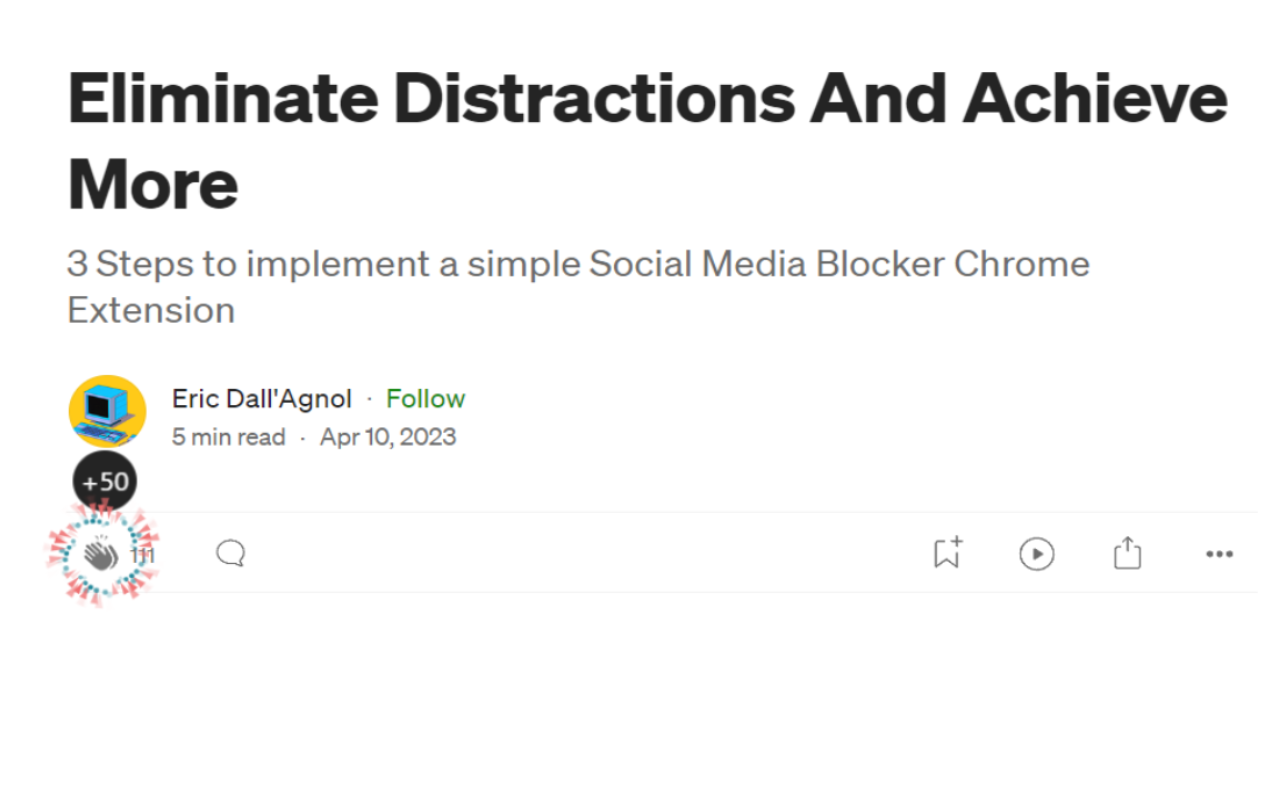 Eliminate Distractions And Achieve
More
3 Steps to implement a simple Social Media Blocker Chrome
Extension
Eric Dall'Agnol · Follow
5 min read · Apr 10, 2023
+50
111